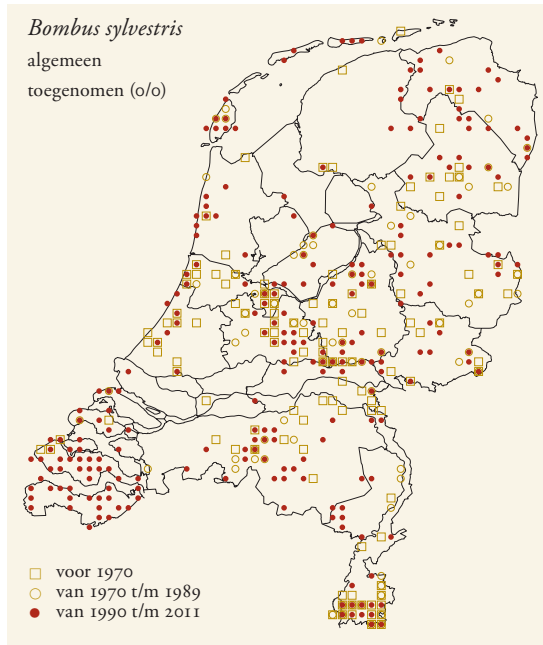 Bombus sylvestris
algemeen
toegenomen (0/0)
voor 1970
van 1970 t/m 1989
van 1990 t/m 2011